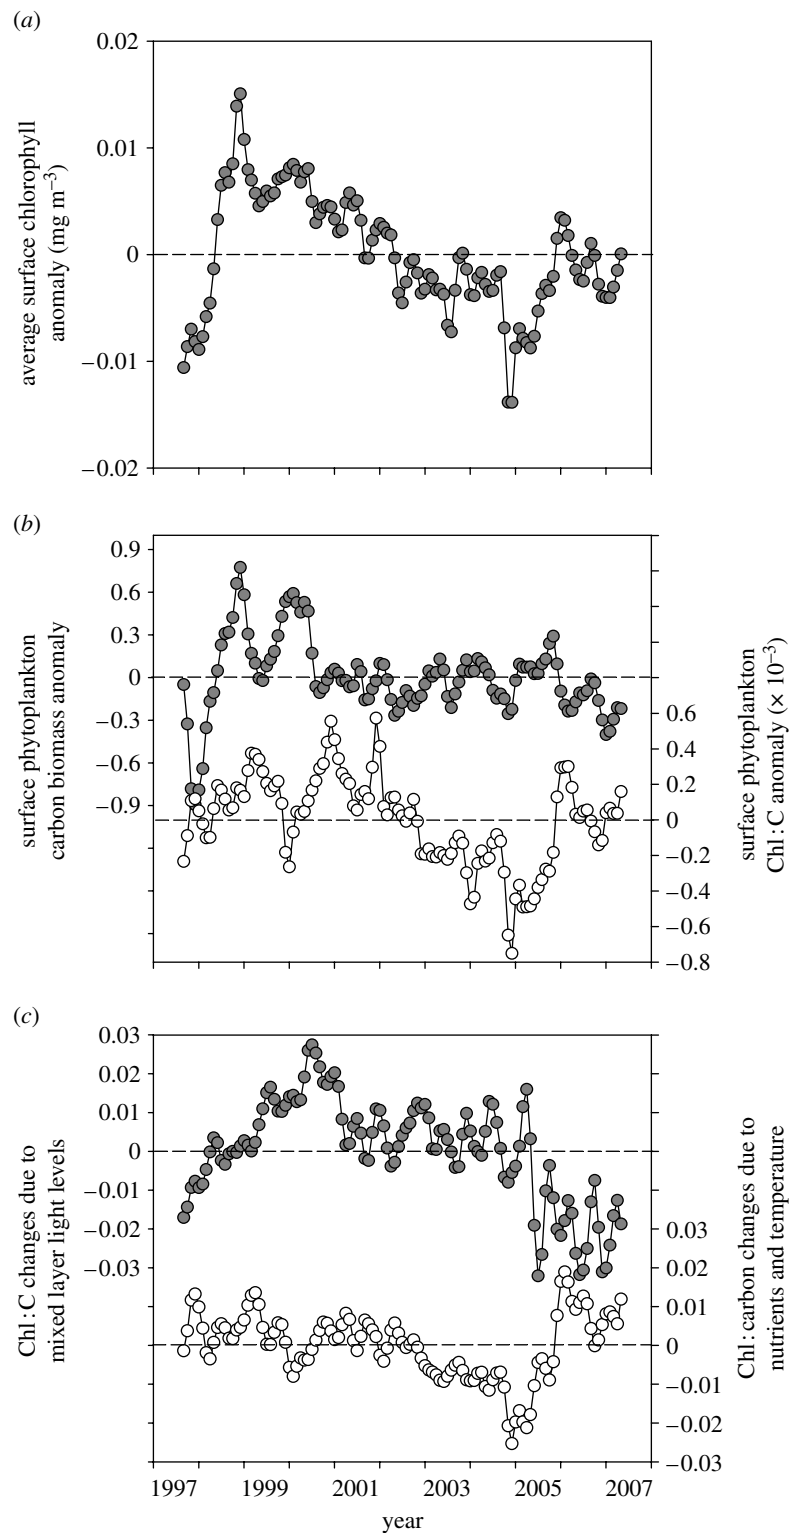 (a)
0.02
0.01
0
−0.01
−0.02
average surface chlorophyll
anomaly (mg m−3)
(b)
0.9
0.6
0.3
0
−0.3
−0.6
−0.9
surface phytoplankton
carbon biomass anomaly
0.6
0.4
0.2
0
−0.2
−0.4
−0.6
−0.8
surface phytoplankton
Chl:C anomaly (× 10−3)
(c)
0.03
0.02
0.01
0
−0.01
−0.02
−0.03
Chl:C changes due to
mixed layer light levels
0.03
0.02
0.01
0
−0.01
−0.02
−0.03
Chl:carbon changes due to
nutrients and temperature
1997 1999 2001 2003 2005 2007
year